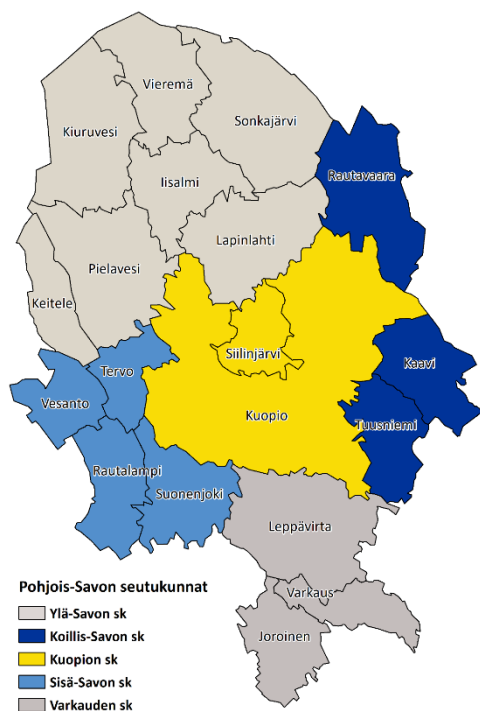 Vieremä
Kiuruvesi
Sonkajärvi
Iisalmi
Rautavaara
Lapinlahti
Pielavesi
Keitele
Siilinjärvi
Kaavi
Tervo
Vesanto
Kuopio
Tuusniemi
Rautalampi
Suonenjoki
Leppävirta
Varkaus
Joroinen
Pohjois-Savon seutukunnat
Ylä-Savon sk
Koillis-Savon sk
Kuopion sk
Sisä-Savon sk
Varkauden sk